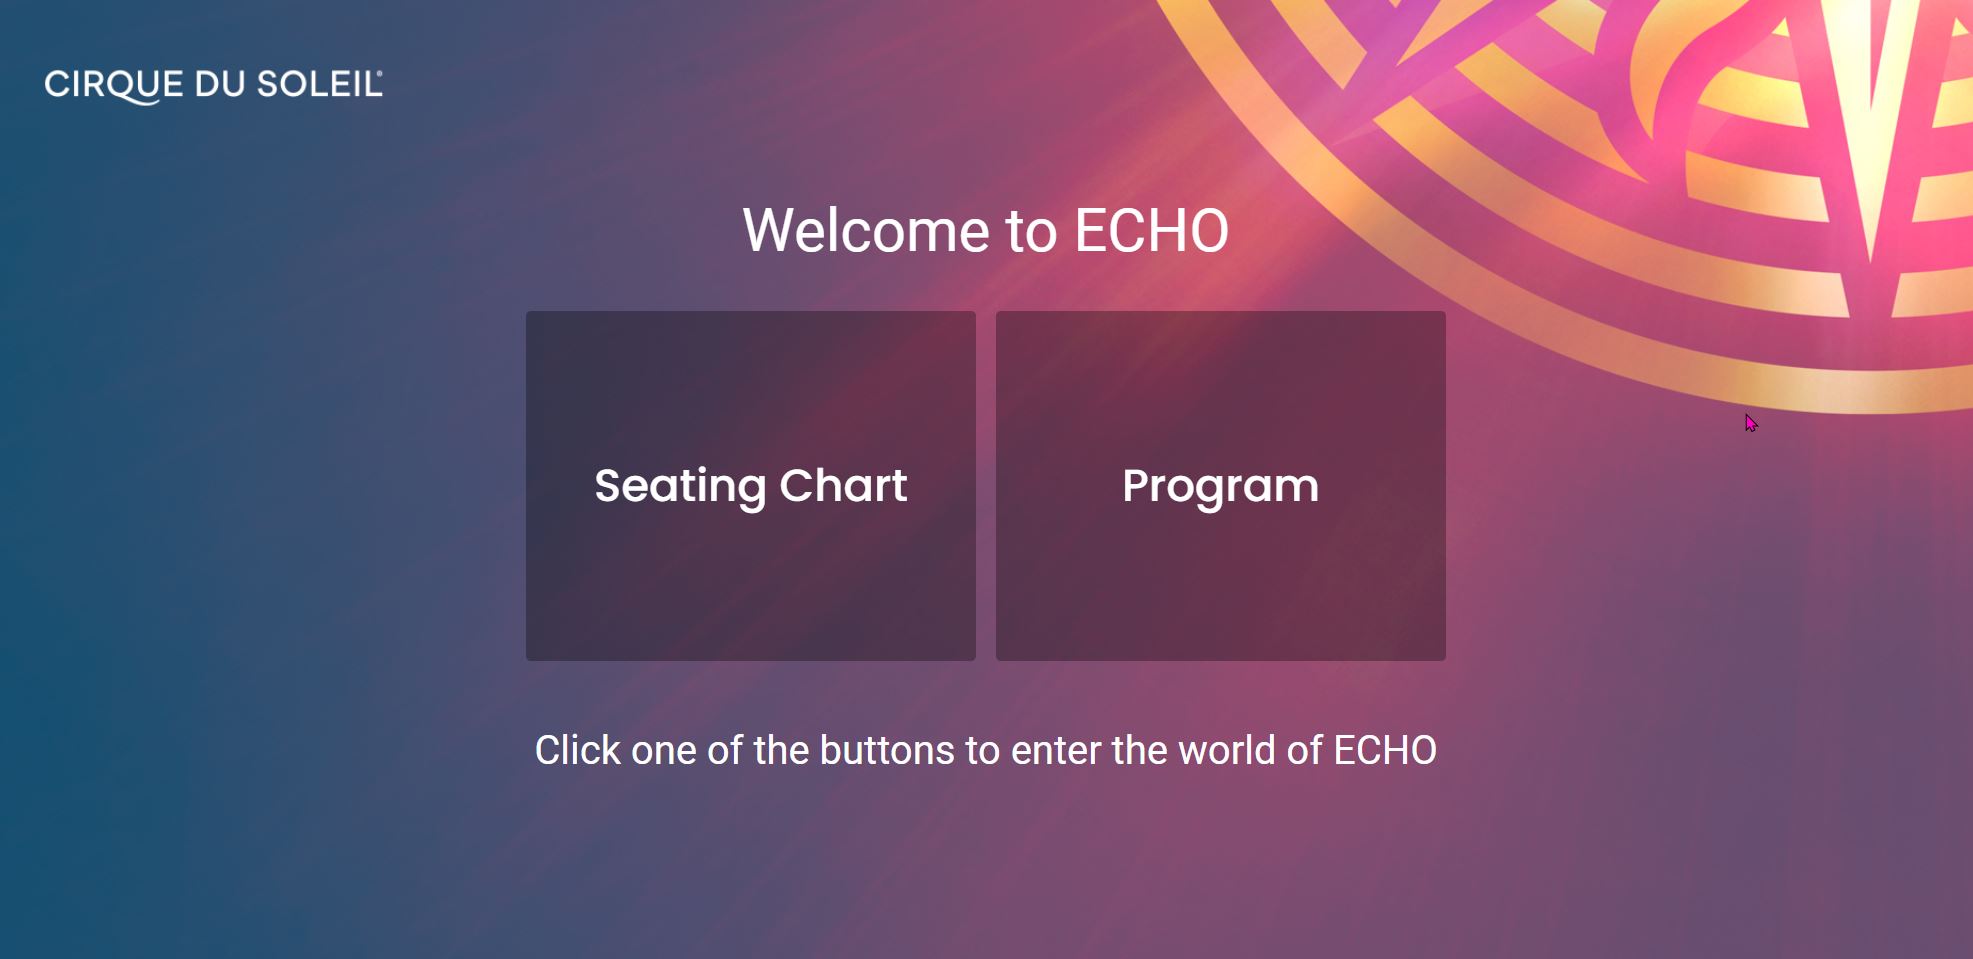 CIRQUE DU SOLEIL®
Welcome to ECHO
Seating Chart
Program
Click one of the buttons to enter the world of ECHO